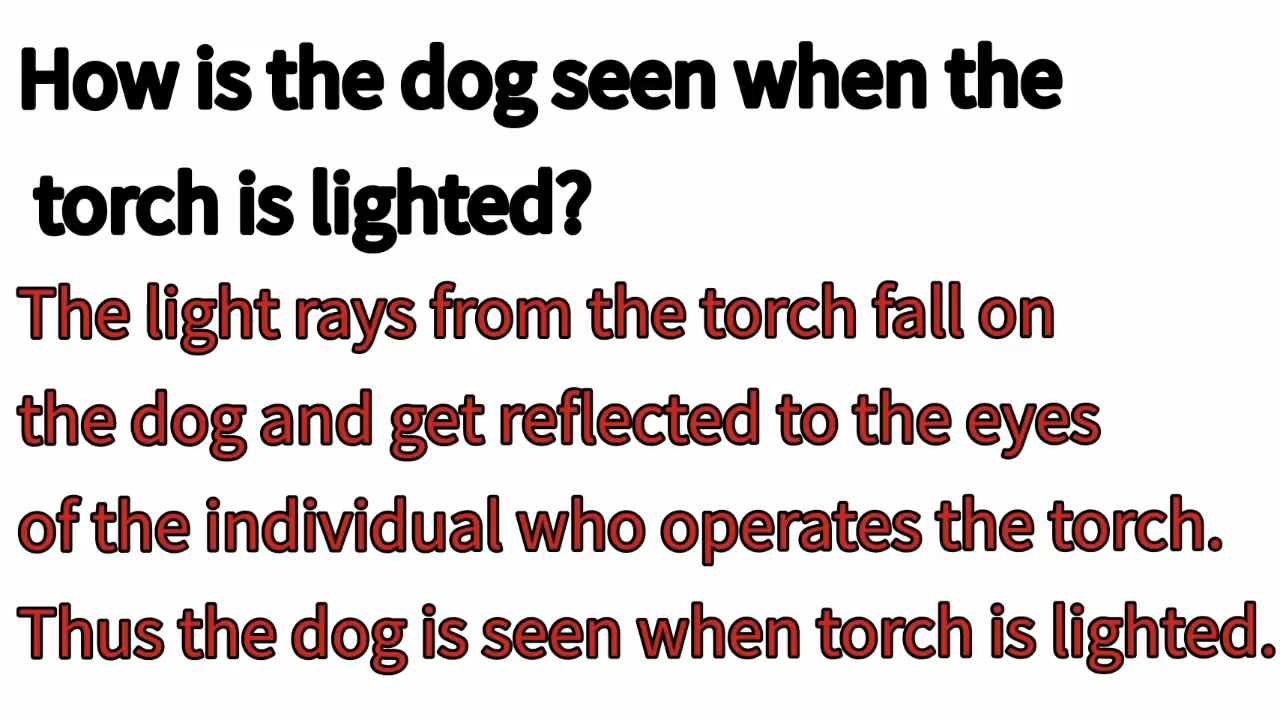 How is the dog seen when the
torch is lighted?
The light rays from the torch fall on
the dog and get reflected to the eyes
of the individual who operates the torch.
Thus the dog is seen when torch is lighted.